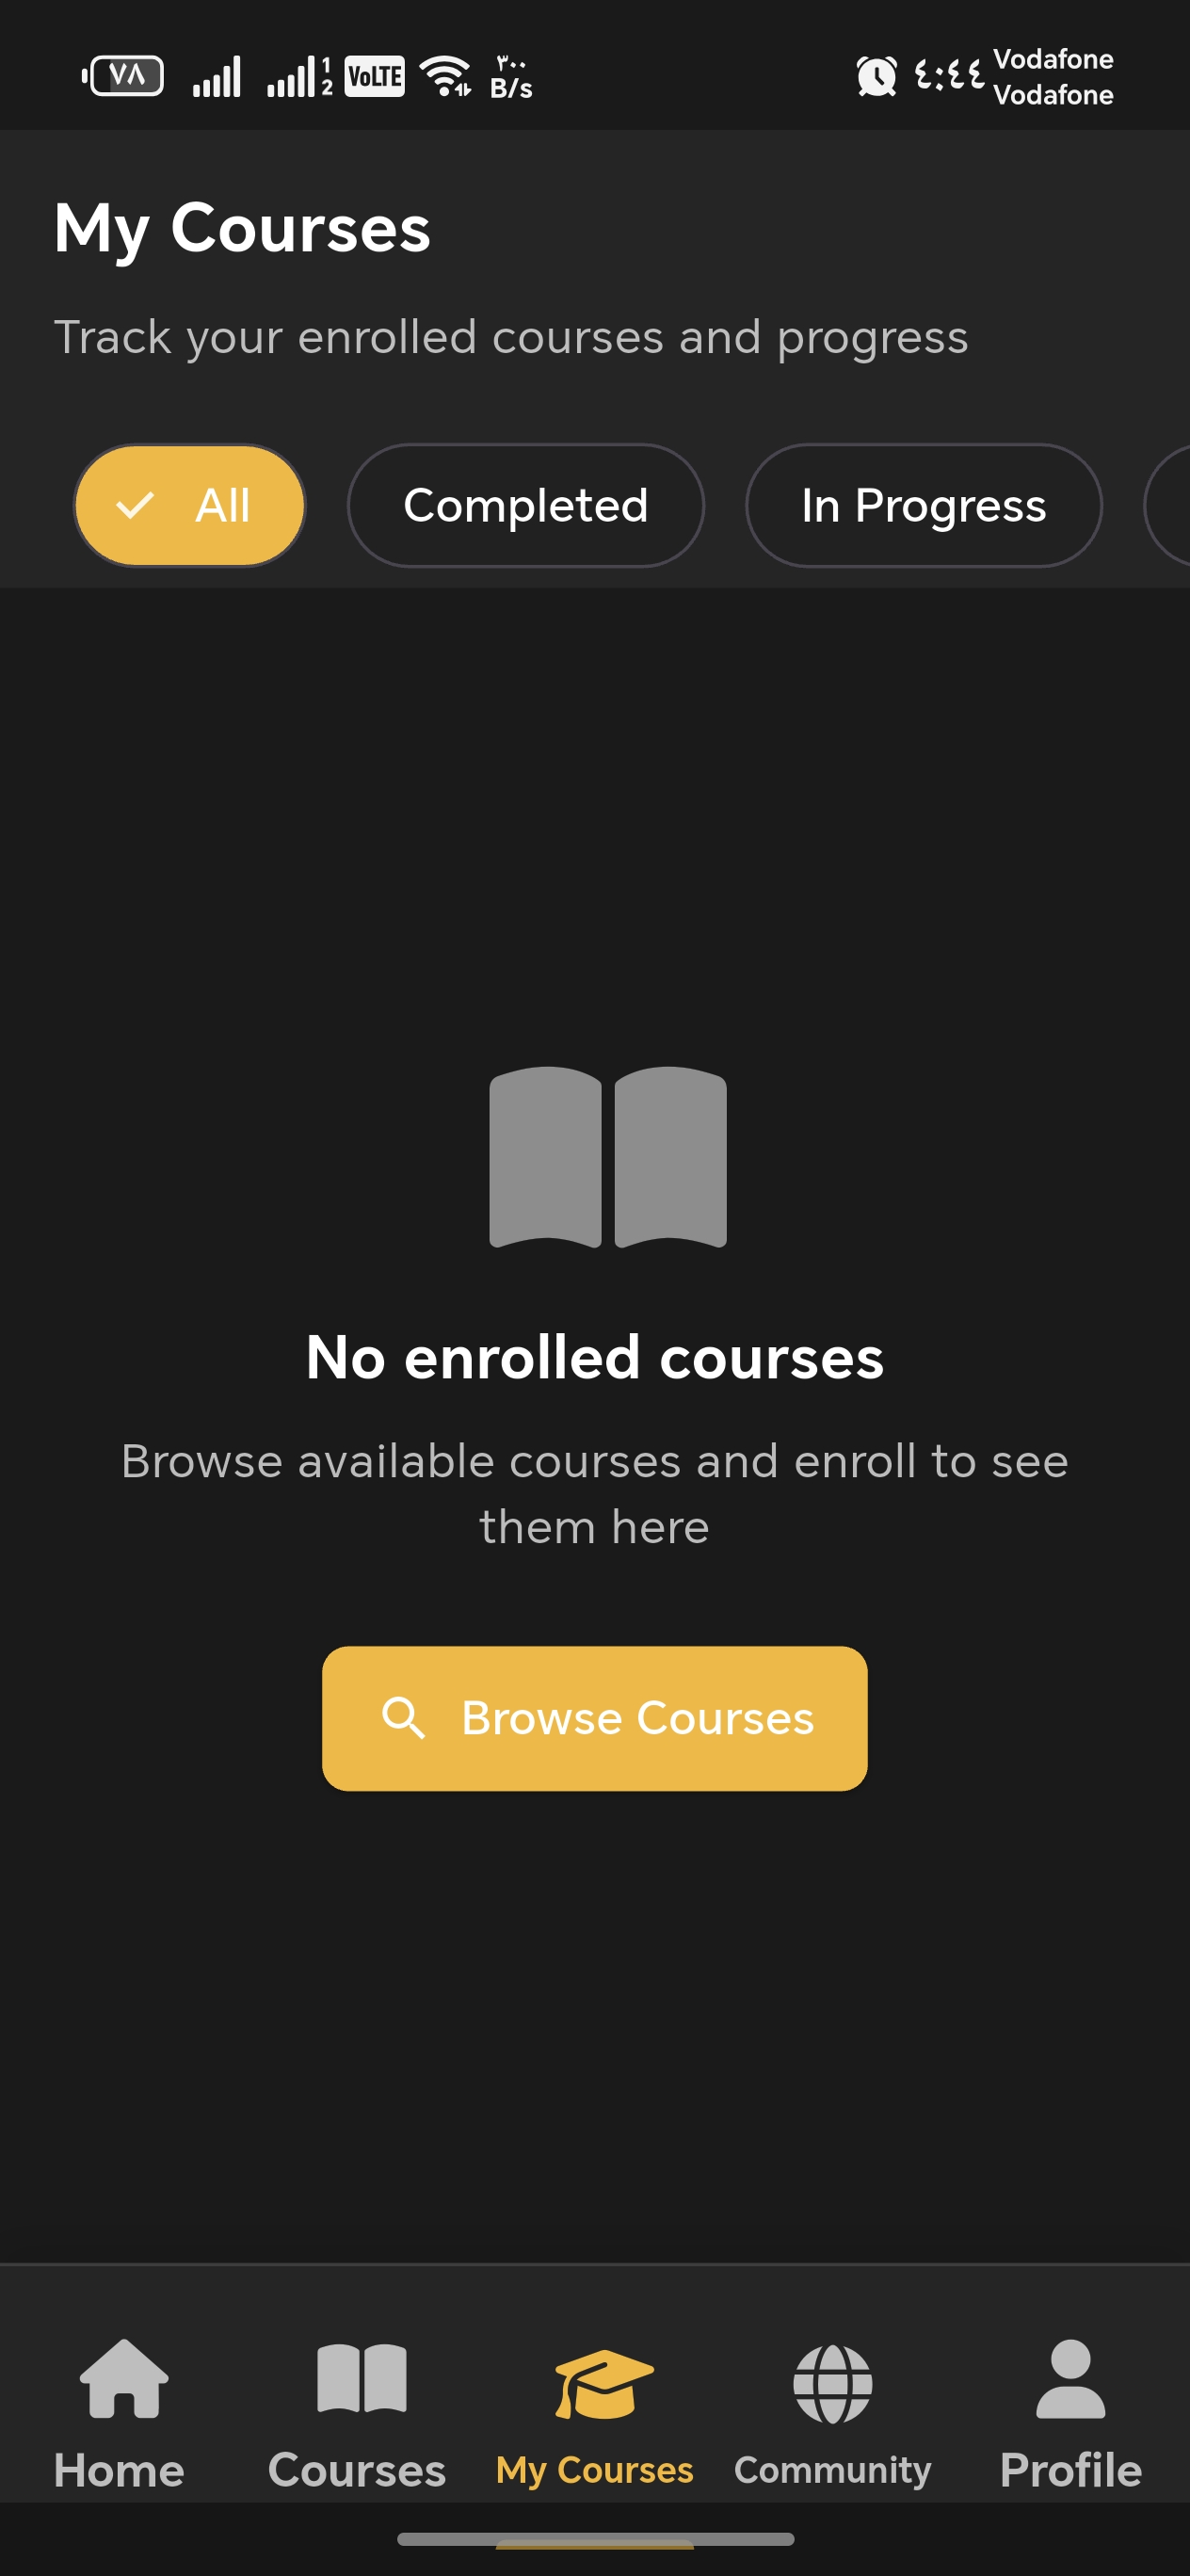 ٧٨
1
2
VoLTE
٣٠٠
B/s
٤:٤٤
Vodafone
Vodafone
My Courses
Track your enrolled courses and progress
All
Completed
In Progress
No enrolled courses
Browse available courses and enroll to see
them here
Browse Courses
Home
Courses
My Courses
Community
Profile